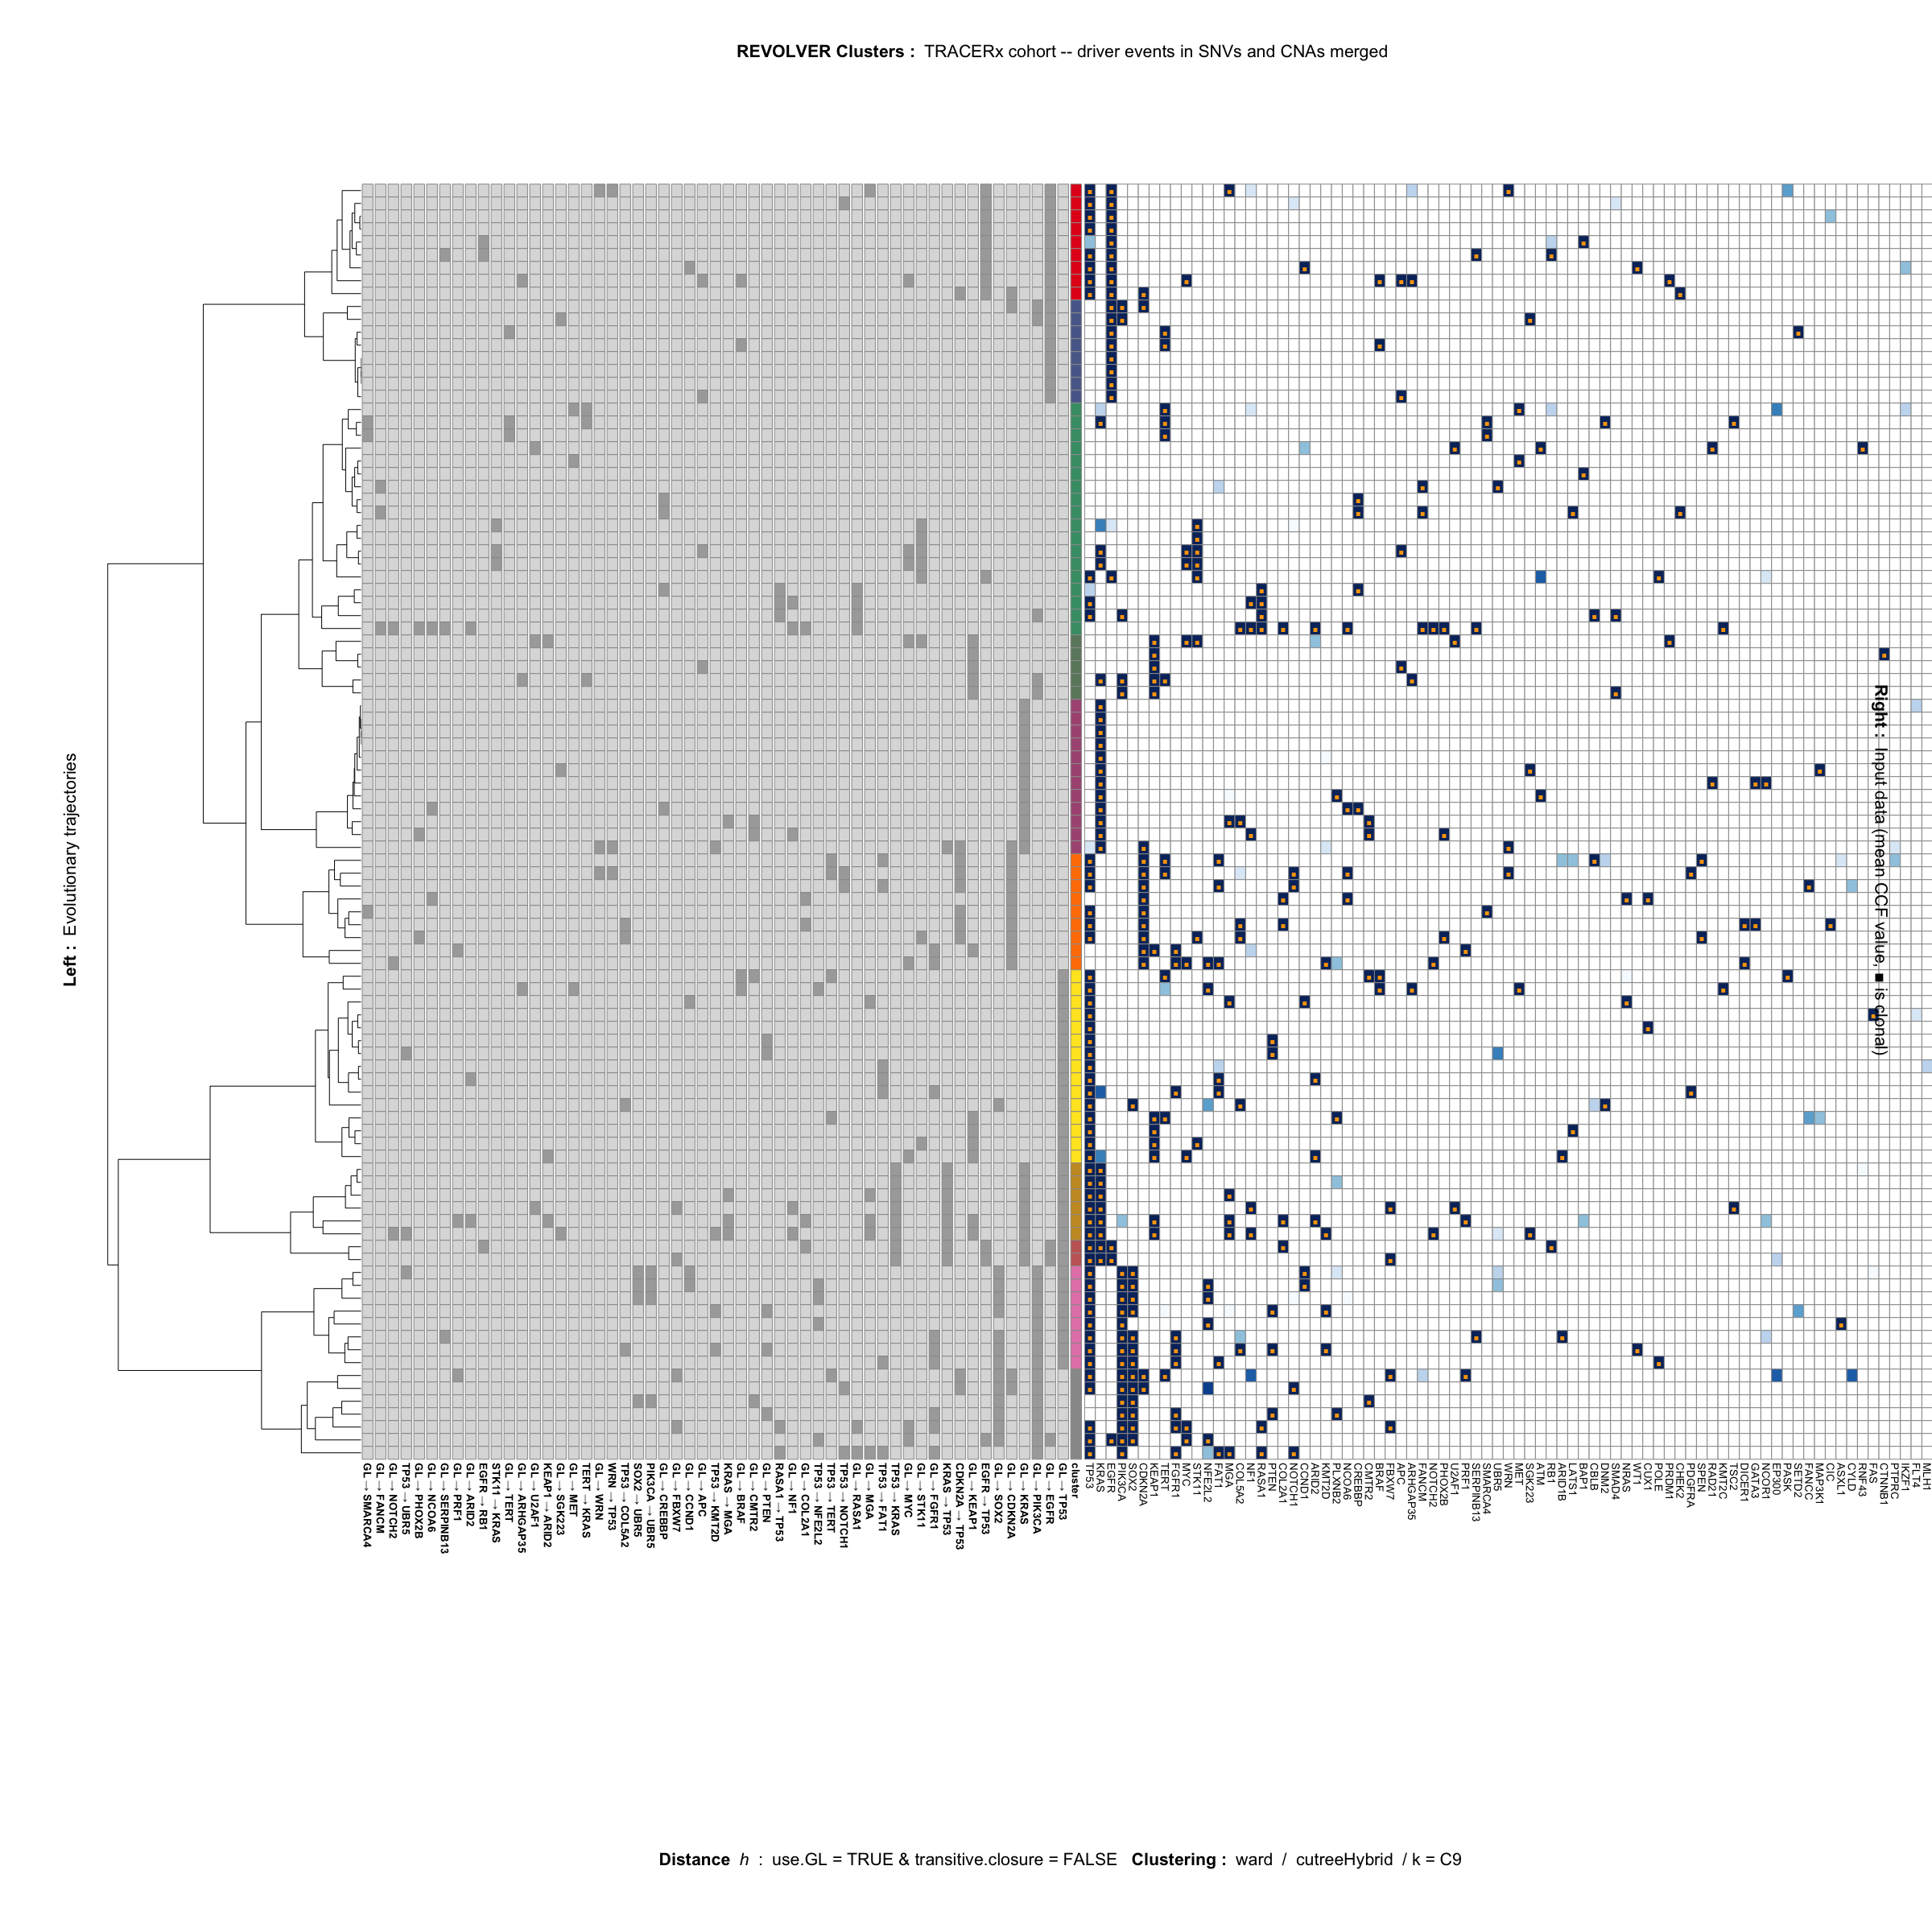 REVOLVER Clusters : TRACERx cohort -- driver events in SNVs and CNAs merged
Left : Evolutionary trajectories
Right : Input data (mean CCF value, ■ is clonal)
GL → SMARCA4
GL → FANCM
GL → NOTCH2
TP53 → UBR5
GL → PHOX2B
GL → NCOA6
GL → SERPINB13
GL → PRF1
GL → ARID2
EGFR → RB1
STK11 → KRAS
GL → TERT
GL → ARHGAP35
GL → U2AF1
KEAP1 → ARID2
GL → SGK223
GL → MET
TERT → KRAS
GL → WRN
WRN → TP53
TP53 → COL5A2
SOX2 → UBR5
PIK3CA → UBR5
GL → CREBBP
GL → FBXW7
GL → CCND1
GL → APC
TP53 → KMT2D
KRAS → MGA
GL → BRAF
GL → CMTR2
GL → PTEN
RASA1 → TP53
GL → NF1
GL → COL2A1
TP53 → NFE2L2
TP53 → TERT
TP53 → NOTCH1
GL → RASA1
GL → MGA
TP53 → FAT1
TP53 → KRAS
GL → MYC
GL → STK11
GL → FGFR1
KRAS → TP53
CDKN2A → TP53
GL → KEAP1
EGFR → TP53
GL → SOX2
GL → CDKN2A
GL → KRAS
GL → PIK3CA
GL → EGFR
GL → TP53
cluster
TP53
KRAS
EGFR
PIK3CA
SOX2
CDKN2A
KEAP1
TERT
FGFR1
MYC
STK11
NFE2L2
FAT1
MGA
COL5A2
NF1
RASA1
PTEN
COL2A1
NOTCH1
CCND1
ARID2
KMT2D
PLXNB2
NCOA6
CREBBP
CMTR2
BRAF
FBXW7
APC
ARHGAP35
FANCM
NOTCH2
PHOX2B
U2AF1
PRF1
SERPINB13
SMARCA4
UBR5
WRN
MET
SGK223
ATM
RB1
ARID1B
LATS1
BAP1
CBLB
DNM2
SMAD4
NRAS
WT1
CUX1
POLE
PRDM1
CHEK2
PDGFRA
SPEN
RAD21
KMT2C
TSC2
DICER1
GATA3
NCOR1
EP300
PASK
SETD2
FANCC
MAP3K1
CIC
ASXL1
CYLD
RNF43
FAS
CTNNB1
PTPRC
IKZF1
FLT4
MLH1
Distance h : use.GL = TRUE & transitive.closure = FALSE Clustering : ward / cutreeHybrid / k = C9